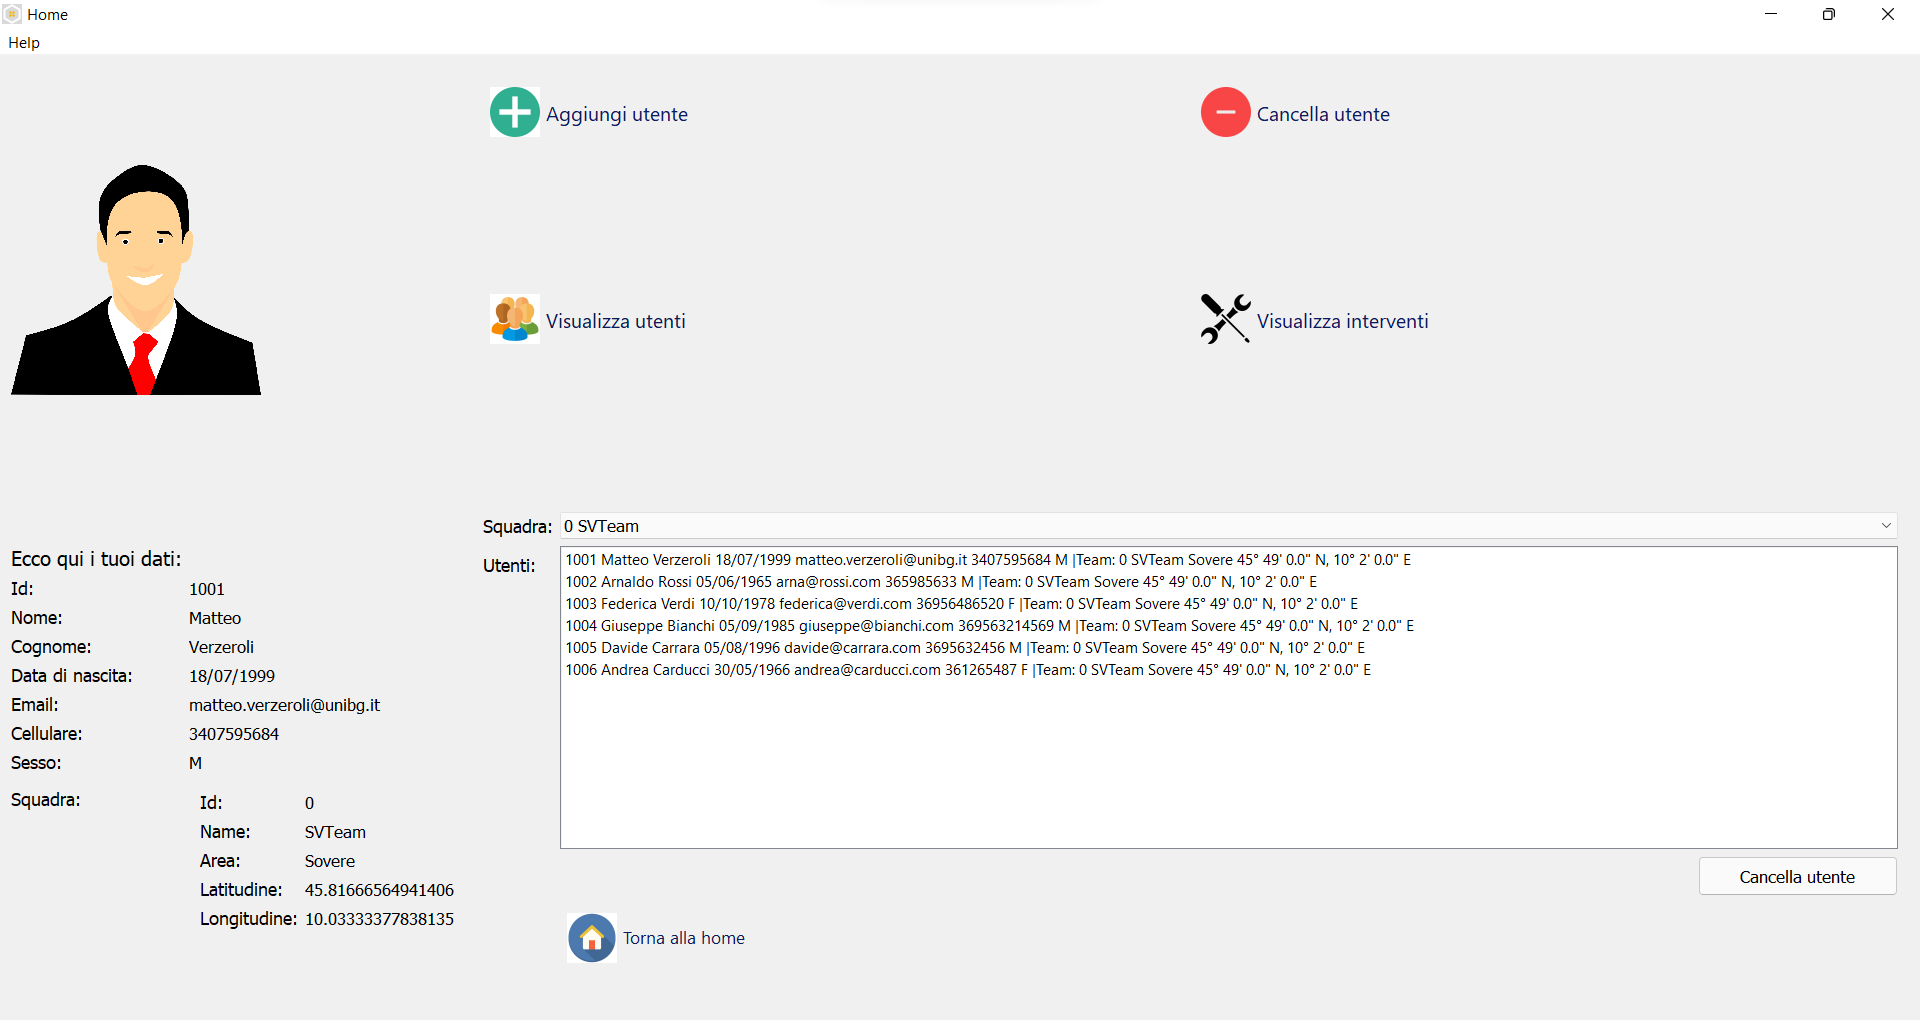 Home
Help
Aggiungi utente
Cancella utente
Visualizza utenti
Visualizza interventi
Ecco qui i tuoi dati:
Id: 1001
Nome: Matteo
Cognome: Verzeroli
Data di nascita: 18/07/1999
Email: matteo.verzeroli@unibg.it
Cellulare: 3407595684
Sesso: M
Squadra:
Id: 0
Name: SVTeam
Area: Sovere
Latitudine: 45.81666564941406
Longitudine: 10.03333377838135
Squadra: 0 SVTeam
Utenti:
1001 Matteo Verzeroli 18/07/1999 matteo.verzeroli@unibg.it 3407595684 M |Team: 0 SVTeam Sovere 45° 49' 0.0" N, 10° 2' 0.0" E
1002 Arnaldo Rossi 05/06/1965 arna@rossi.com 365985633 M |Team: 0 SVTeam Sovere 45° 49' 0.0" N, 10° 2' 0.0" E
1003 Federica Verdi 10/10/1978 federica@verdi.com 36956486520 F |Team: 0 SVTeam Sovere 45° 49' 0.0" N, 10° 2' 0.0" E
1004 Giuseppe Bianchi 05/09/1985 giuseppe@bianchi.com 369563214569 M |Team: 0 SVTeam Sovere 45° 49' 0.0" N, 10° 2' 0.0" E
1005 Davide Carrara 05/08/1996 davide@carrara.com 3695632456 M |Team: 0 SVTeam Sovere 45° 49' 0.0" N, 10° 2' 0.0" E
1006 Andrea Carducci 30/05/1966 andrea@carducci.com 361265487 F |Team: 0 SVTeam Sovere 45° 49' 0.0" N, 10° 2' 0.0" E
Cancella utente
Torna alla home